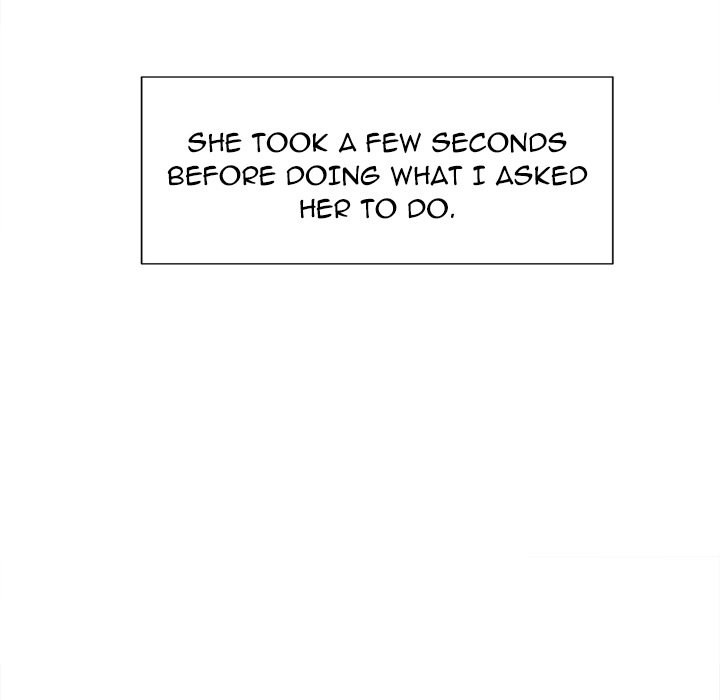 SHE TOOK A FEW SECONDS
BEFORE DOING WHAT I ASKED
HER TO DO.